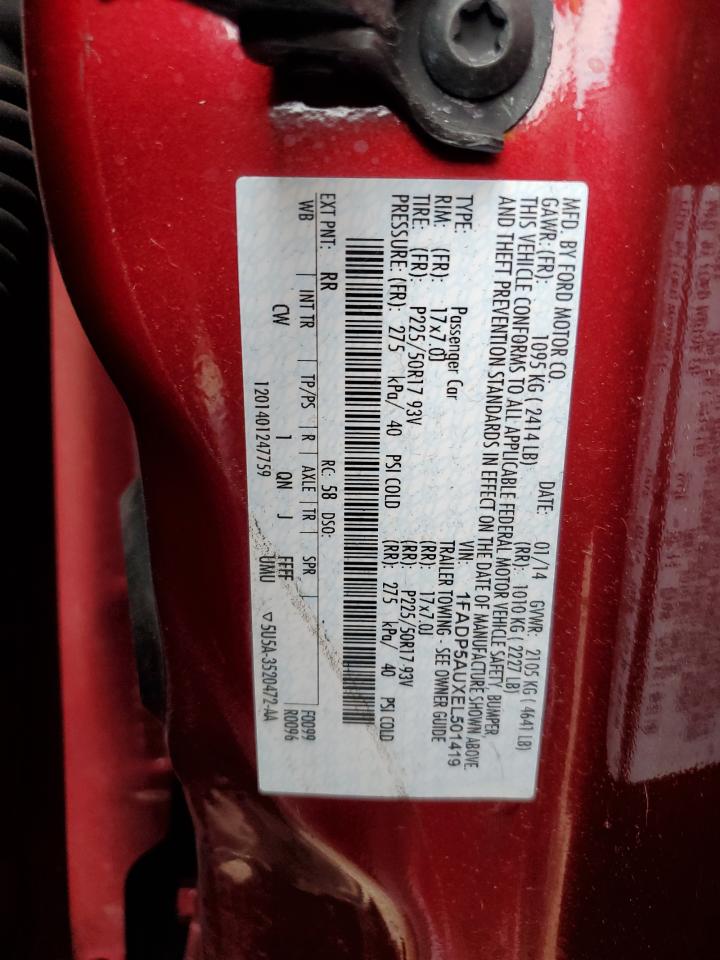 MFD. BY FORD MOTOR CO. DATE: 01/14 GVWR: 2105 KG ( 4641 LB)
GAWR: (FR): 1095 KG ( 2414 LB) (RR): 1010 KG ( 2227 LB)
THIS VEHICLE CONFORMS TO ALL APPLICABLE FEDERAL MOTOR VEHICLE SAFETY, BUMPER,
AND THEFT PREVENTION STANDARDS IN EFFECT ON THE DATE OF MANUFACTURE SHOWN ABOVE.
VIN: 1FADP5AUXEL501419
TYPE: Passenger Car TRAILER TOWING - SEE OWNER GUIDE
RIM: (FR): 17x7.0J (RR): 17x7.0J
TIRE: (FR): P225/50R17 93V (RR): P225/50R17 93V
PRESSURE: (FR): 275 kPa/ 40 PSI COLD (RR): 275 kPa/ 40 PSI COLD
EXT PNT: RR RC: 58 DSO: F0099
WB INT TR TP/PS R AXLE TR SPR R0096
CW 1 QN J FFFF
1201401247759 UMU ▽5U5A-3520472-AA